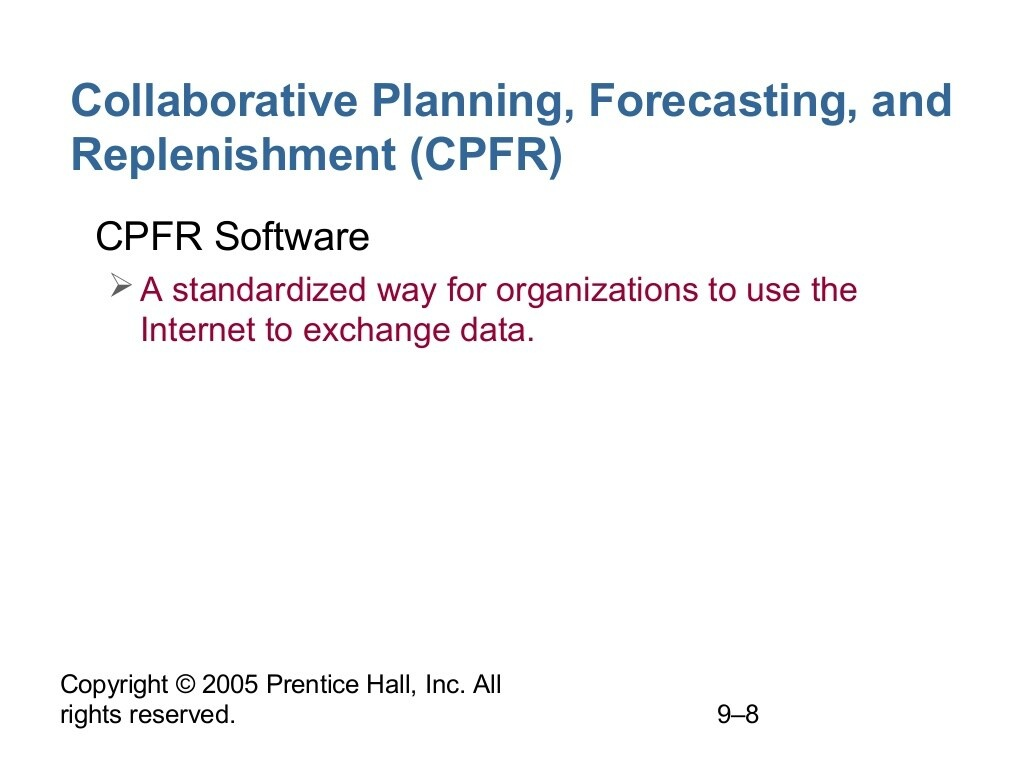 Collaborative Planning, Forecasting, and
Replenishment (CPFR)
CPFR Software
A standardized way for organizations to use the
Internet to exchange data.
Copyright © 2005 Prentice Hall, Inc. All
rights reserved.
9–8